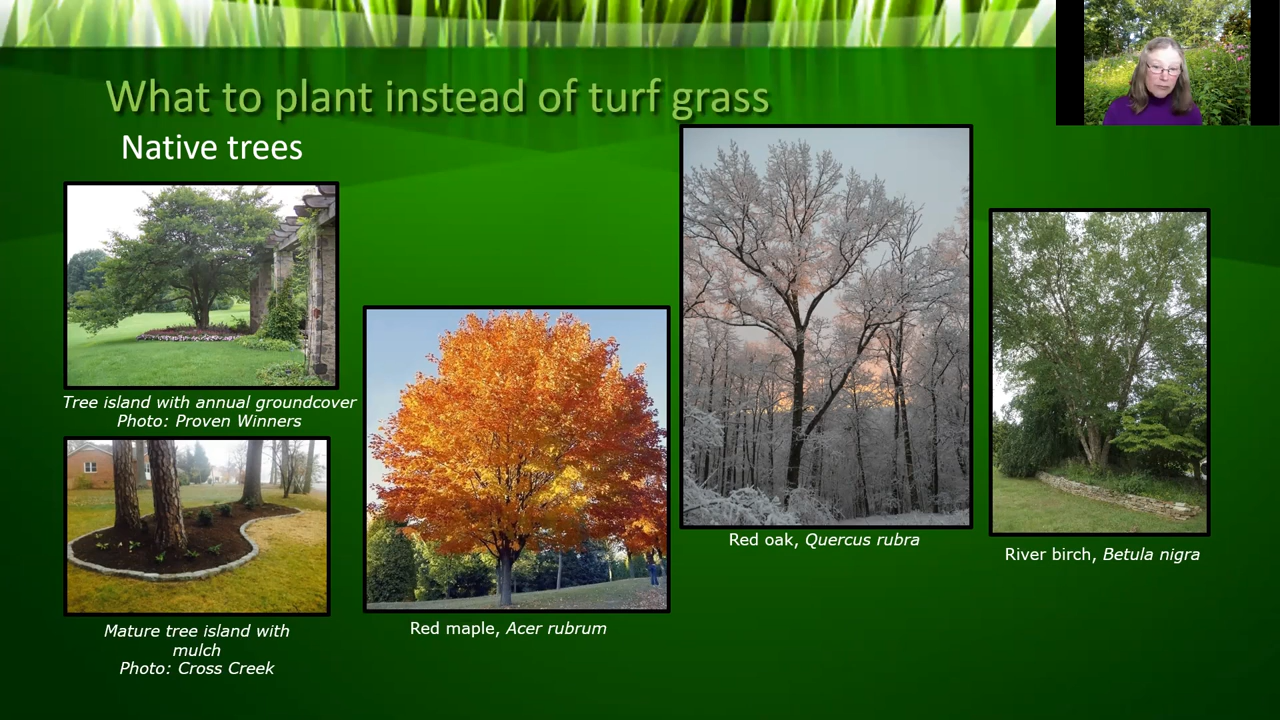 What to plant instead of turf grass
Native trees
Tree island with annual groundcover
Photo: Proven Winners
Mature tree island with
mulch
Photo: Cross Creek
Red maple, Acer rubrum
Red oak, Quercus rubra
River birch, Betula nigra